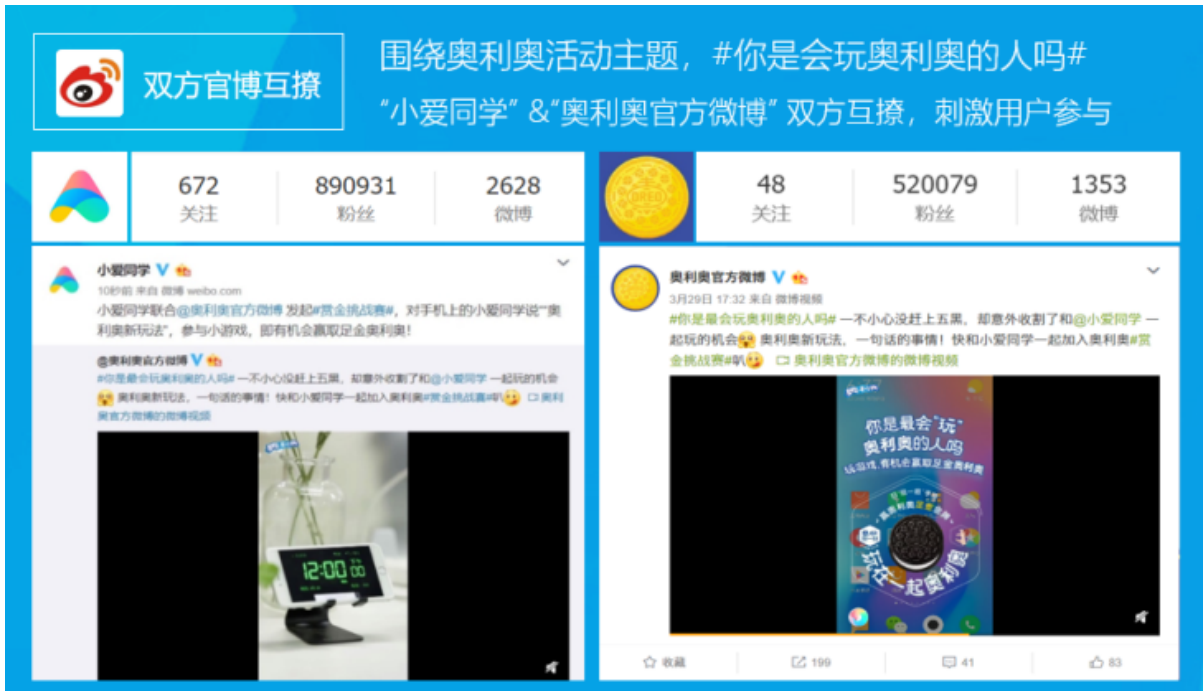 双方官博互撩
围绕奥利奥活动主题，#你是会玩奥利奥的人吗#
“小爱同学” &“奥利奥官方微博” 双方互撩，刺激用户参与
672
890931
2628
关注
粉丝
微博
OREO
48
520079
1353
关注
粉丝
微博
小爱同学
10秒前 来自 微博 weibo.com
小爱同学联合@奥利奥官方微博 发起#赏金挑战赛#，对手机上的小爱同学说“奥
利奥新玩法”，参与小游戏，即有机会赢取足金奥利奥！
@奥利奥官方微博
#你是最会玩奥利奥的人吗# 一不小心没赶上五黑，却意外收割了和@小爱同学 一起玩的机会
奥利奥新玩法，一句话的事情！快和小爱同学一起加入奥利奥#赏金挑战赛#叭 奥利
奥官方微博的微博视频
12:00 00
奥利奥官方微博
3月29日 17:32 来自 微博视频
#你是最会玩奥利奥的人吗# 一不小心没赶上五黑，却意外收割了和@小爱同学 一
起玩的机会 奥利奥新玩法，一句话的事情！快和小爱同学一起加入奥利奥#赏
金挑战赛#叭 奥利奥官方微博的微博视频
你是最会“玩”
奥利奥的人吗
玩游戏,有机会赢取足金奥利奥
玩在一起奥利奥
收藏
199
41
83